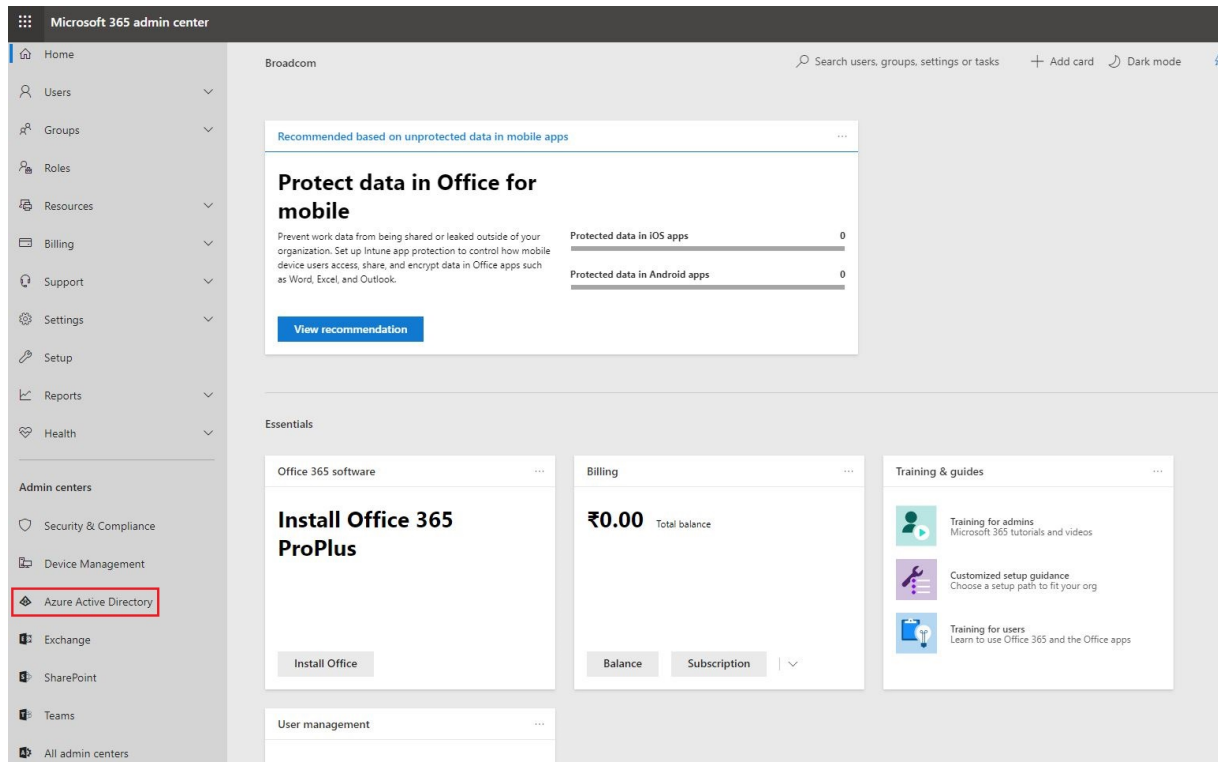 Microsoft 365 admin center
Home
Users
Groups
Roles
Resources
Billing
Support
Settings
Setup
Reports
Health
Admin centers
Security & Compliance
Device Management
Azure Active Directory
Exchange
SharePoint
Teams
All admin centers
Broadcom
Search users, groups, settings or tasks
Add card
Dark mode
Recommended based on unprotected data in mobile apps
Protect data in Office for
mobile
Prevent work data from being shared or leaked outside of your
organization. Set up Intune app protection to control how mobile
device users access, share, and encrypt data in Office apps such
as Word, Excel, and Outlook.
Protected data in iOS apps 0
Protected data in Android apps 0
View recommendation
Essentials
Office 365 software
Install Office 365
ProPlus
Install Office
Billing
₹0.00 Total balance
Balance
Subscription
Training & guides
Training for admins
Microsoft 365 tutorials and videos
Customized setup guidance
Choose a setup path to fit your org
Training for users
Learn to use Office 365 and the Office apps
User management